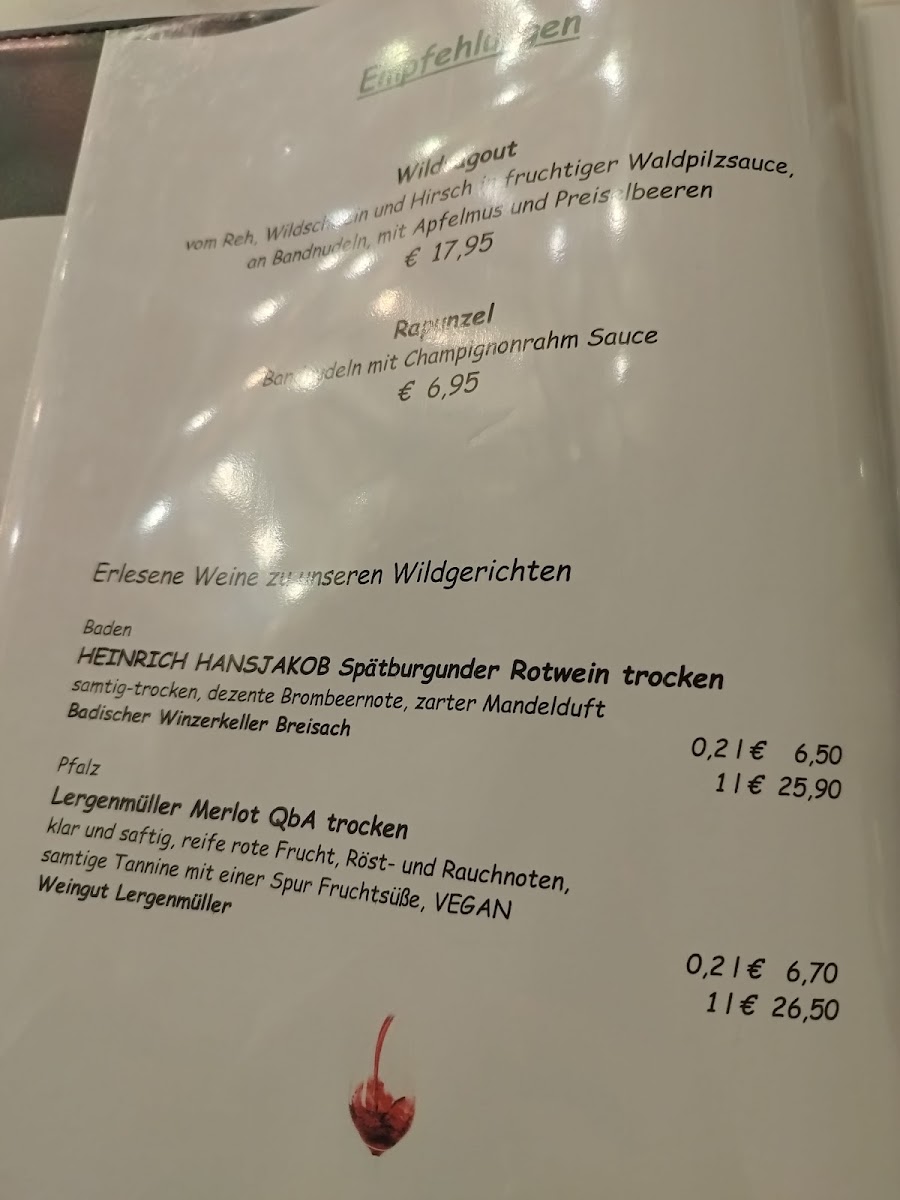 Empfehlungen
Wildragout
vom Reh, Wildschwein und Hirsch in fruchtiger Waldpilzsauce,
an Bandnudeln, mit Apfelmus und Preiselbeeren
€ 17,95
Rapunzel
Bandnudeln mit Champignonrahm Sauce
€ 6,95
Erlesene Weine zu unseren Wildgerichten
Baden
HEINRICH HANSJAKOB Spätburgunder Rotwein trocken
samtig-trocken, dezente Brombeernote, zarter Mandelduft
Badischer Winzerkeller Breisach
0,2 l € 6,50
1 l € 25,90
Pfalz
Lergenmüller Merlot QbA trocken
klar und saftig, reife rote Frucht, Röst- und Rauchnoten,
samtige Tannine mit einer Spur Fruchtsüße, VEGAN
Weingut Lergenmüller
0,2 l € 6,70
1 l € 26,50